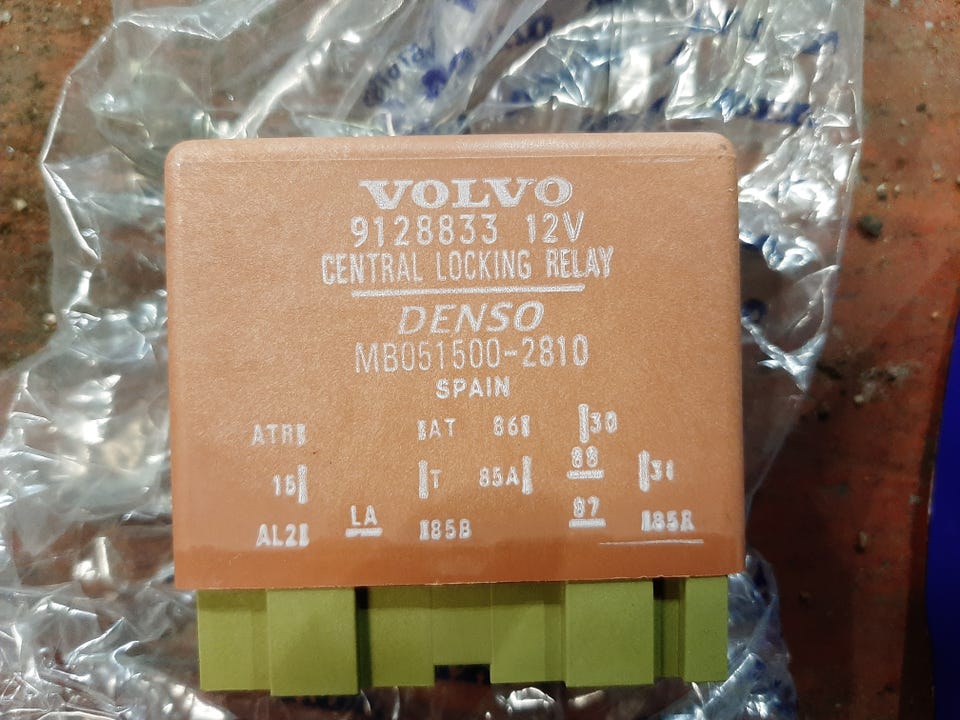 VOLVO
9128833 12V
CENTRAL LOCKING RELAY
DENSO
MB051500-2810
SPAIN
ATR AT 86 30
15 T 85A 88 31
AL2 LA 85B 87 85R